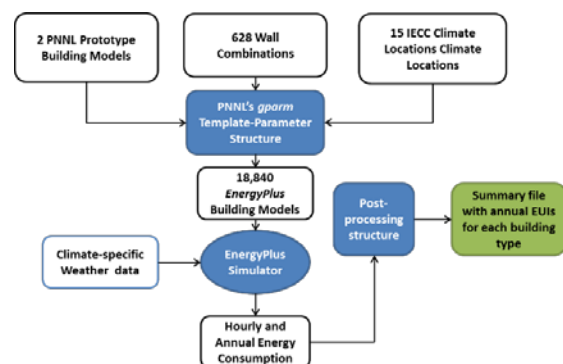 2 PNNL Prototype
Building Models
628 Wall
Combinations
15 IECC Climate
Locations Climate
Locations
PNNL's gparm
Template-Parameter
Structure
18,840
EnergyPlus
Building Models
Post-
processing
structure
Summary file
with annual EUIs
for each building
type
Climate-specific
Weather data
EnergyPlus
Simulator
Hourly and
Annual Energy
Consumption